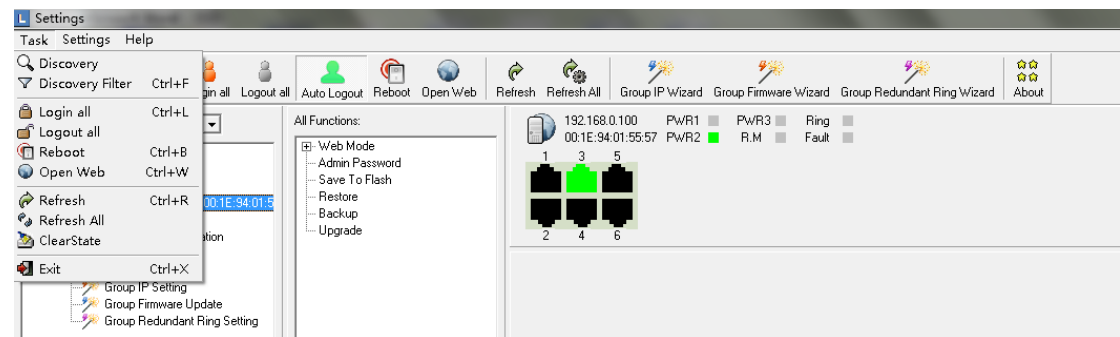 L Settings
Task Settings Help
Discovery
Discovery Filter Ctrl+F
Login all Ctrl+L
Logout all
Reboot Ctrl+B
Open Web Ctrl+W
Refresh Ctrl+R
Refresh All
ClearState
Exit Ctrl+X
gin all Logout all Auto Logout Reboot Open Web Refresh Refresh All Group IP Wizard Group Firmware Wizard Group Redundant Ring Wizard About
00:1E:94:01:5
ation
Group IP Setting
Group Firmware Update
Group Redundant Ring Setting
All Functions:
Web Mode
Admin Password
Save To Flash
Restore
Backup
Upgrade
192.168.0.100 PWR1 PWR3 Ring
00:1E:94:01:55:57 PWR2 R.M Fault
1 3 5
2 4 6